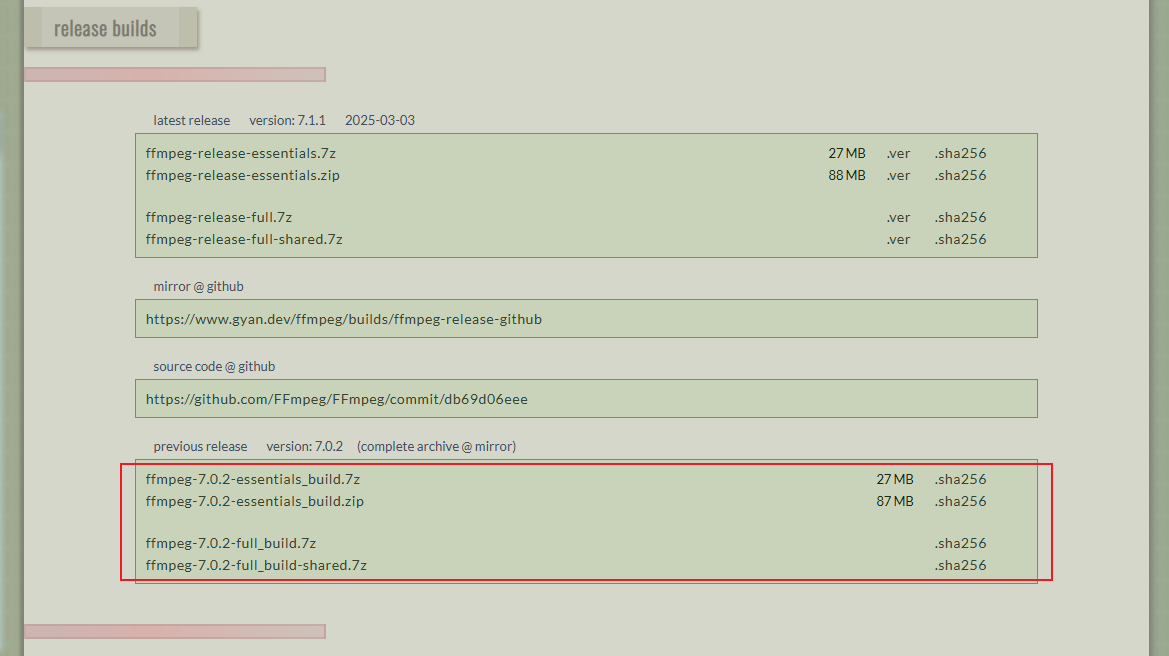 release builds
latest release version: 7.1.1 2025-03-03
ffmpeg-release-essentials.7z 27 MB .ver .sha256
ffmpeg-release-essentials.zip 88 MB .ver .sha256
ffmpeg-release-full.7z .ver .sha256
ffmpeg-release-full-shared.7z .ver .sha256
mirror @ github
https://www.gyan.dev/ffmpeg/builds/ffmpeg-release-github
source code @ github
https://github.com/FFmpeg/FFmpeg/commit/db69d06eee
previous release version: 7.0.2 (complete archive @ mirror)
ffmpeg-7.0.2-essentials_build.7z 27 MB .sha256
ffmpeg-7.0.2-essentials_build.zip 87 MB .sha256
ffmpeg-7.0.2-full_build.7z .sha256
ffmpeg-7.0.2-full_build-shared.7z .sha256